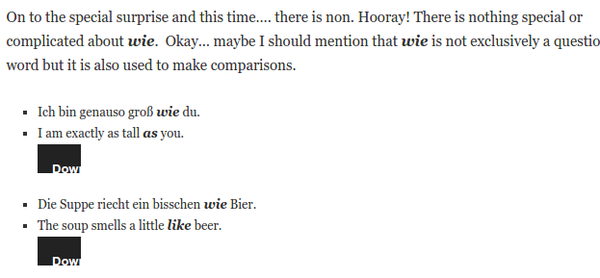 On to the special surprise and this time.... there is non. Hooray! There is nothing special or
complicated about wie.  Okay... maybe I should mention that wie is not exclusively a questio
word but it is also used to make comparisons.
Ich bin genauso groß wie du.
I am exactly as tall as you.
Dow
Die Suppe riecht ein bisschen wie Bier.
The soup smells a little like beer.
Dow